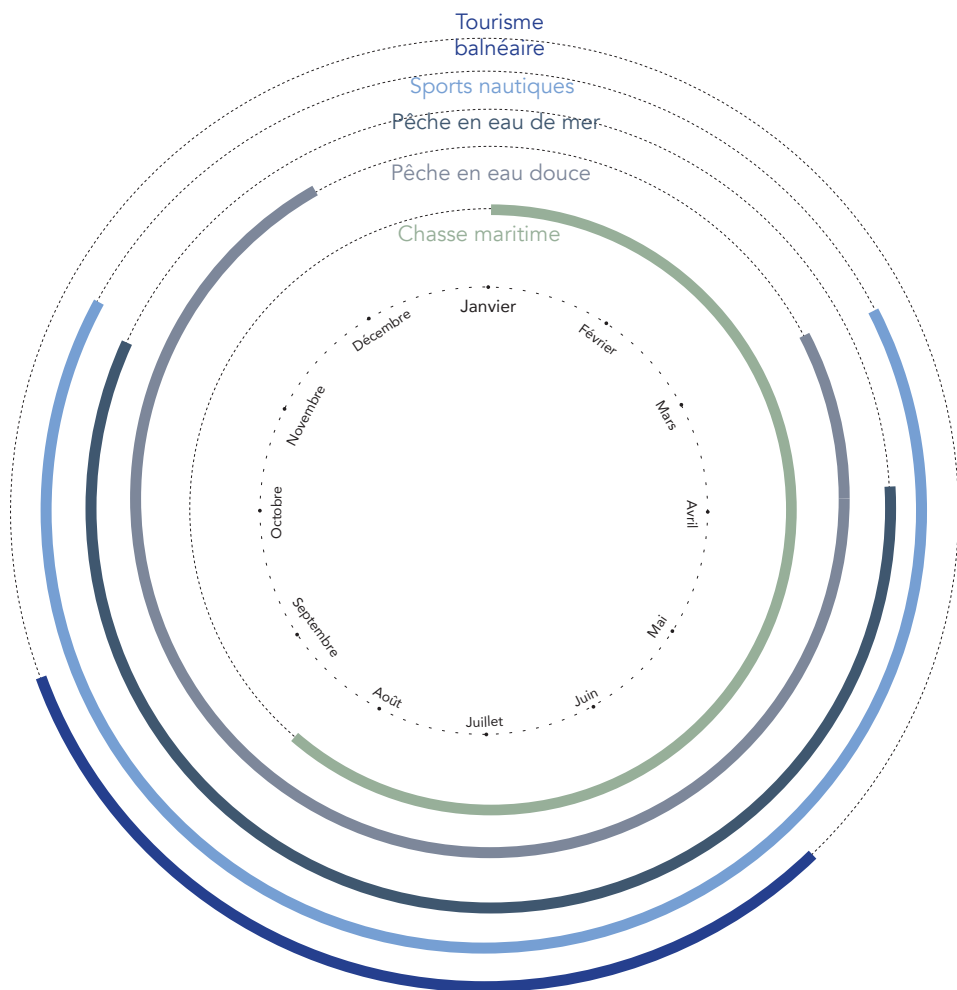 Tourisme
balnéaire
Sports nautiques
Pêche en eau de mer
Pêche en eau douce
Chasse maritime
Janvier
Février
Mars
Avril
Mai
Juin
Juillet
Août
Septembre
Octobre
Novembre
Décembre